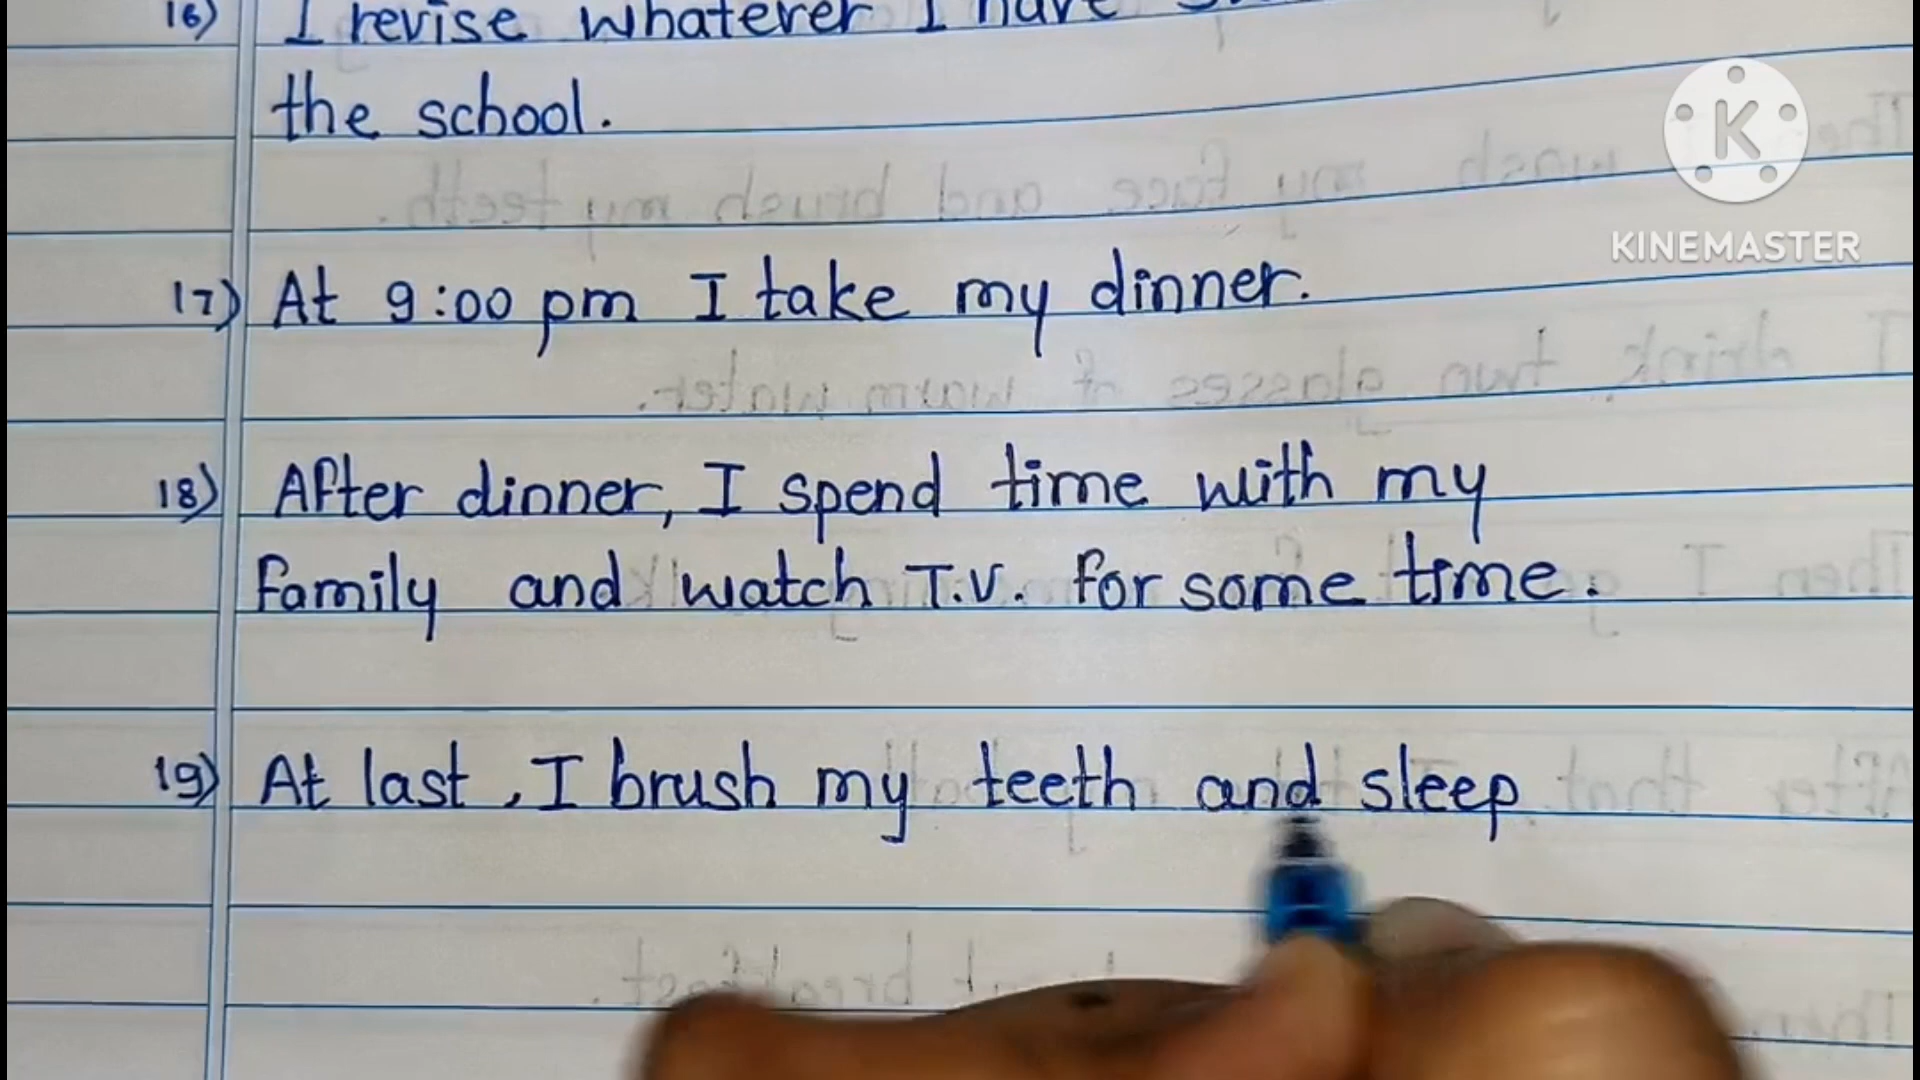 16) I revise whatever I have
the school.
17) At 9:00 pm I take my dinner.
18) After dinner, I spend time with my
family and watch T.V. for some time.
19) At last, I brush my teeth and sleep
K
KINEMASTER